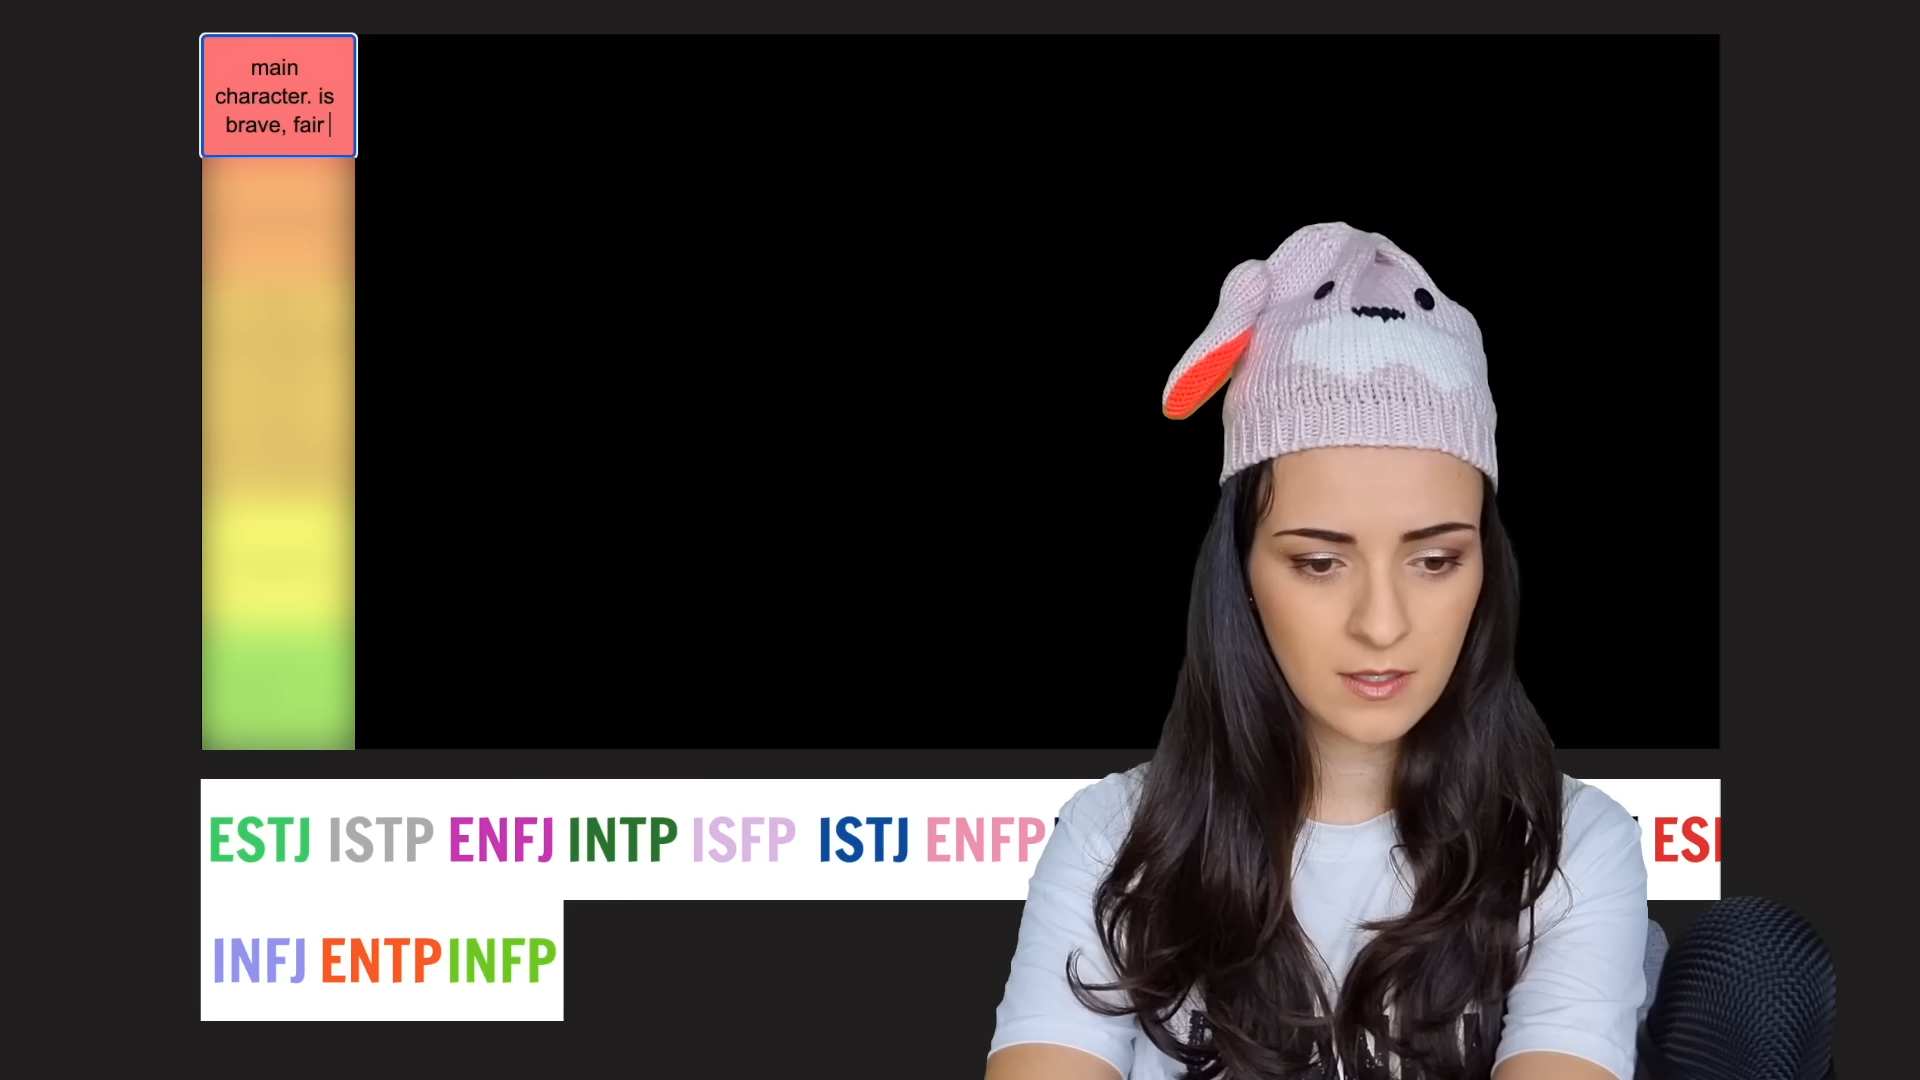 main
character. is
brave, fair
ESTJ ISTP ENFJ INTP ISFP ISTJ ENFP
INFJ ENTP INFP